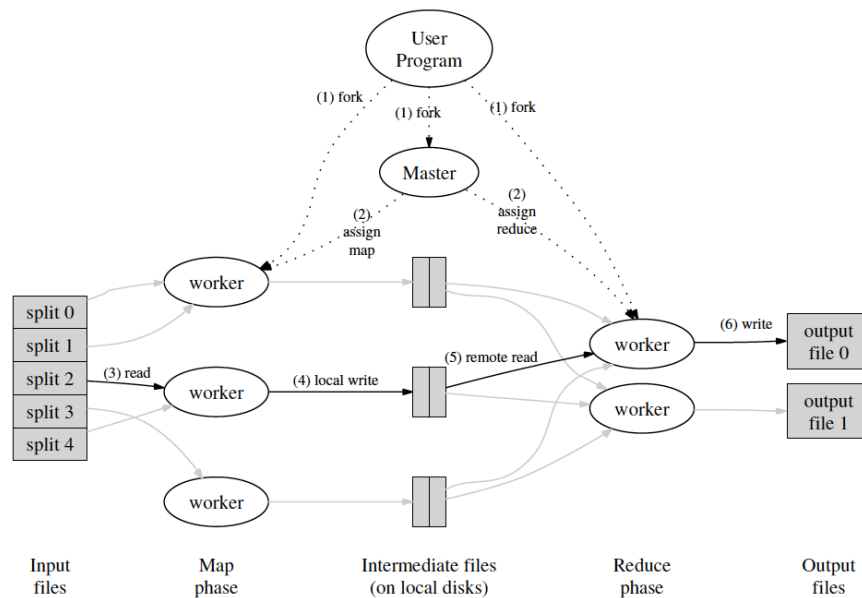 User
Program
(1) fork
(1) fork
(1) fork
Master
(2)
assign
map
(2)
assign
reduce
worker
split 0
split 1
split 2
split 3
split 4
(3) read
worker
(4) local write
(5) remote read
worker
(6) write
output
file 0
worker
output
file 1
worker
Input
files
Map
phase
Intermediate files
(on local disks)
Reduce
phase
Output
files